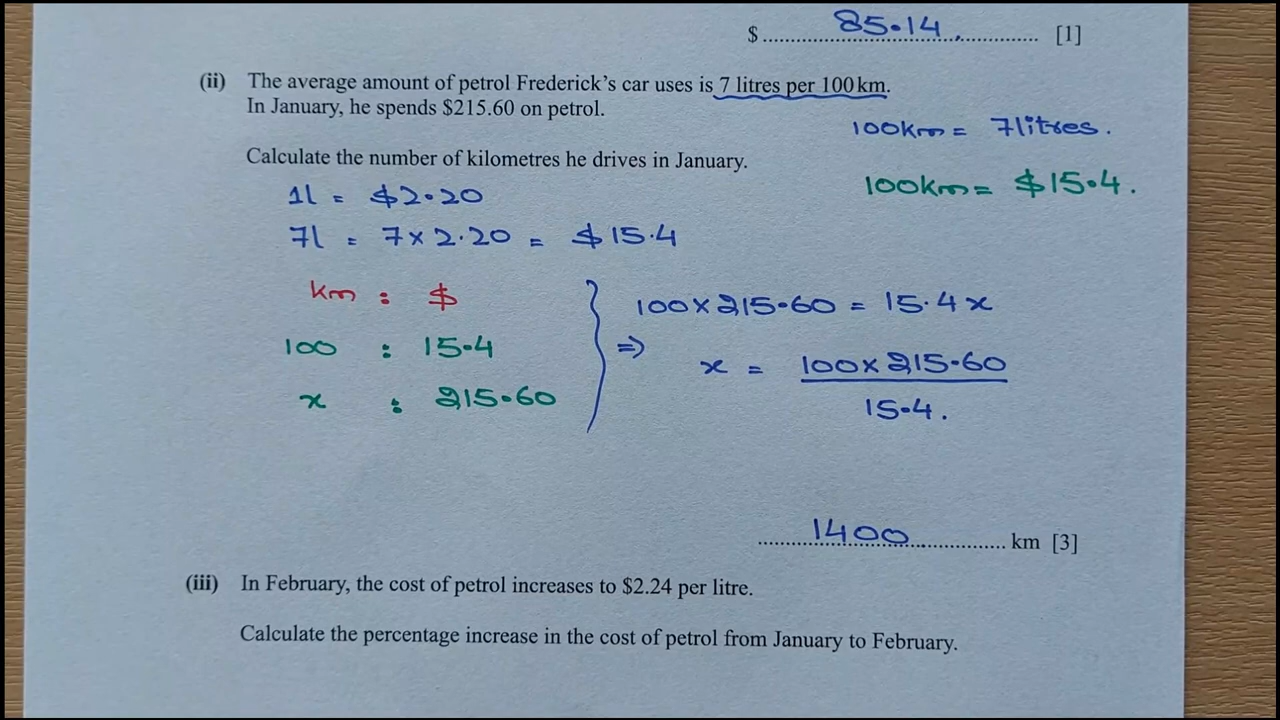 $ 85.14 [1]
(ii) The average amount of petrol Frederick's car uses is 7 litres per 100 km.
In January, he spends $215.60 on petrol.
100km = 7litres.
Calculate the number of kilometres he drives in January.
100km = $15.4.
1l = $2.20
7l = 7 × 2.20 = $15.4
km : $
100 : 15.4
x : 215.60
100 × 215.60 = 15.4x
⇒ x = 100 × 215.60
15.4.
1400 km [3]
(iii) In February, the cost of petrol increases to $2.24 per litre.
Calculate the percentage increase in the cost of petrol from January to February.